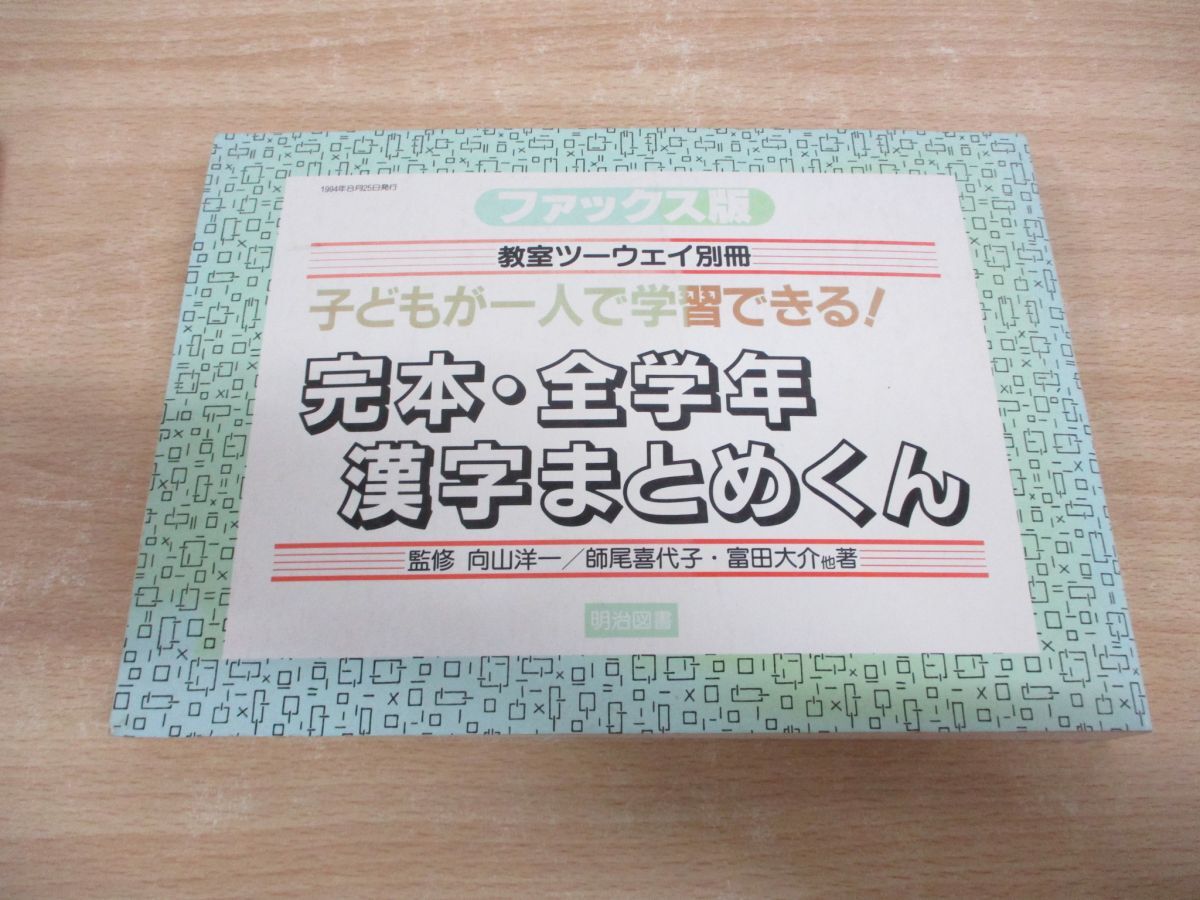 1994年8月25日発行
ファックス版
教室ツーウェイ別冊
子どもが一人で学習できる!
完本・全学年
漢字まとめくん
監修 向山洋一/師尾喜代子・富田大介他著
明治図書